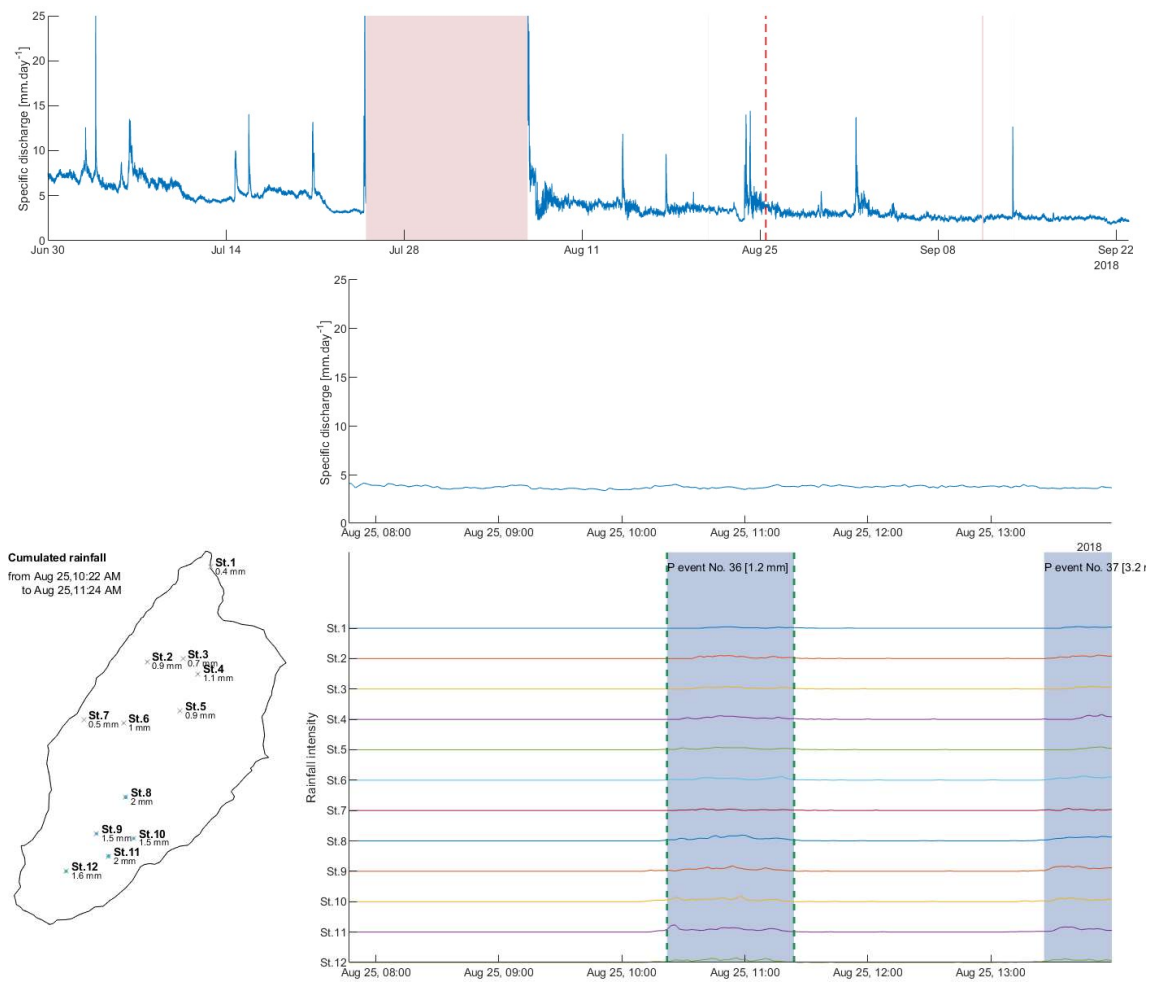 Specific discharge [mm.day⁻¹]
25
20
15
10
5
0
Jun 30
Jul 14
Jul 28
Aug 11
Aug 25
Sep 08
Sep 22
2018
Specific discharge [mm.day⁻¹]
25
20
15
10
5
0
Aug 25, 08:00
Aug 25, 09:00
Aug 25, 10:00
Aug 25, 11:00
Aug 25, 12:00
Aug 25, 13:00
2018
Cumulated rainfall
from Aug 25,10:22 AM
to Aug 25,11:24 AM
St.1
0.4 mm
St.2
0.9 mm
St.3
0.7 mm
St.4
1.1 mm
St.5
0.9 mm
St.7
0.5 mm
St.6
1 mm
St.8
2 mm
St.9
1.5 mm
St.10
1.5 mm
St.11
2 mm
St.12
1.6 mm
P event No. 36 [1.2 mm]
P event No. 37 [3.2
Rainfall intensity
St.1
St.2
St.3
St.4
St.5
St.6
St.7
St.8
St.9
St.10
St.11
St.12
Aug 25, 08:00
Aug 25, 09:00
Aug 25, 10:00
Aug 25, 11:00
Aug 25, 12:00
Aug 25, 13:00